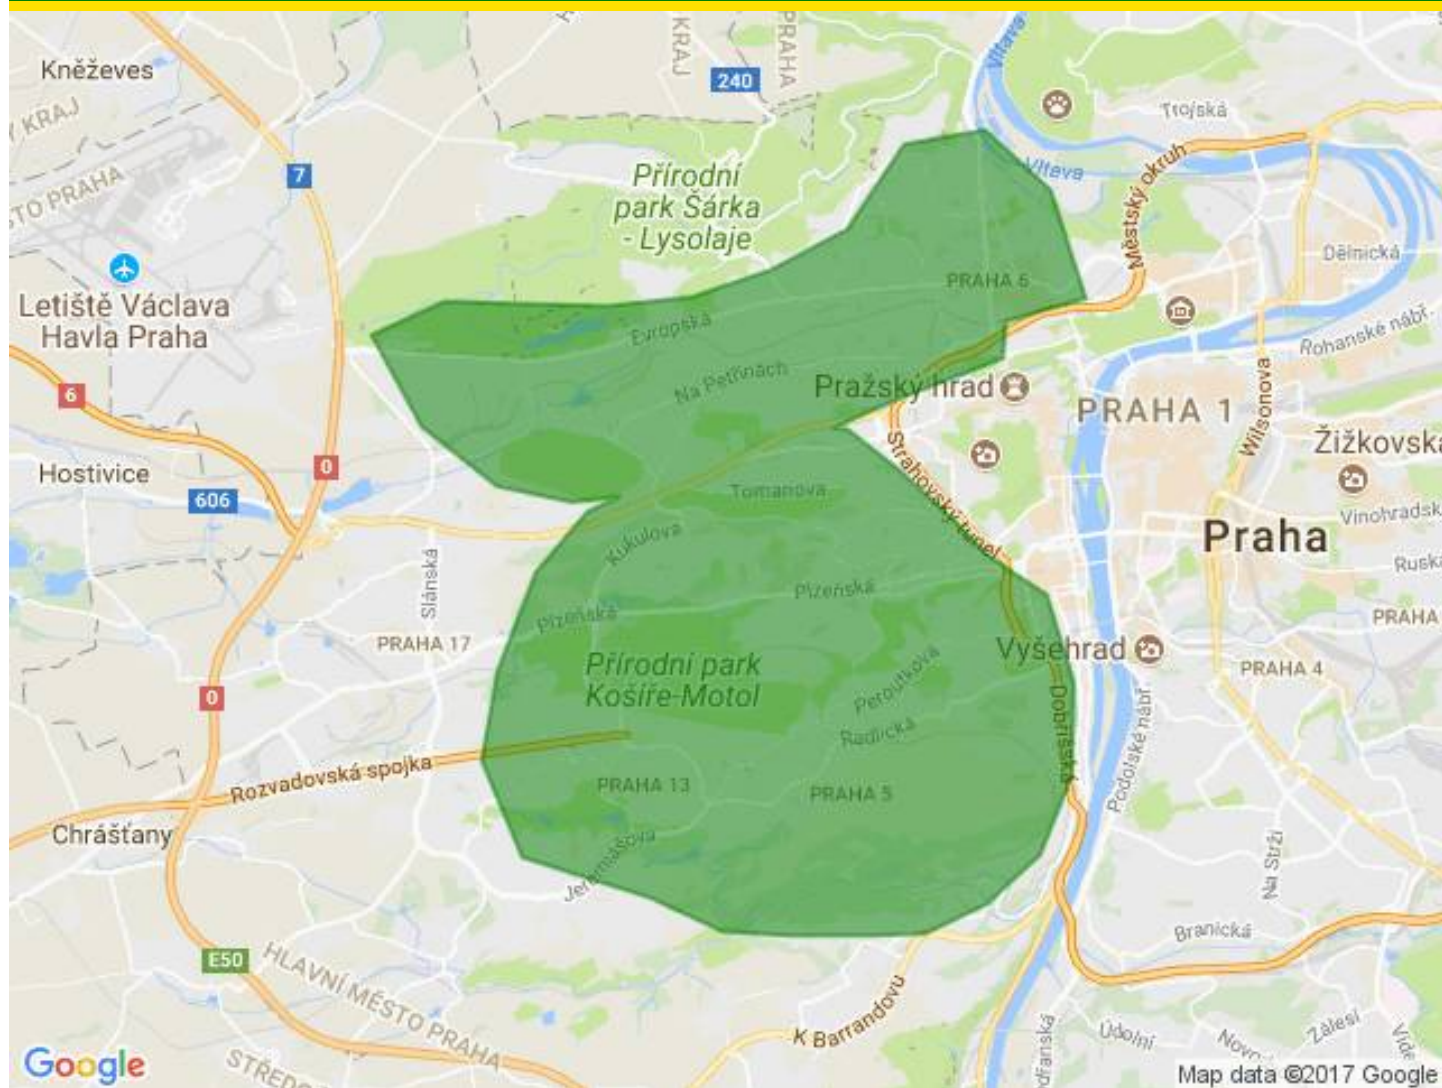 Kněževes
KRAJ
PRAHA
240
Vltava
Trojská
Y KRAJ
7
Vltava
Městský okruh
STO PRAHA
Přírodní
park Šárka
- Lysolaje
Dělnická
Letiště Václava
Havla Praha
PRAHA 6
Evropská
Rohanské nábř.
6
Na Petřinách
Pražský hrad
PRAHA 1
Wilsonova
Žižkovska
Hostivice
0
606
Strahovský tunel
Tomanova
Vinohradsk
Kukulova
Praha
Slánská
Plzeňská
Ruská
Plzeňská
PRAHA
PRAHA 17
Vyšehrad
PRAHA 4
Přírodní park
Košíře-Motol
Peroutkova
0
Dobříšská
Podolské nábř.
Radlická
Rozvadovská spojka
PRAHA 13
PRAHA 5
Chrášťany
Jeremiášova
Na Strži
Branická
E50
HLAVNÍ MĚSTO PRAHA
K Barrandovu
Údolní
Zálesí
Google
Map data ©2017 Google